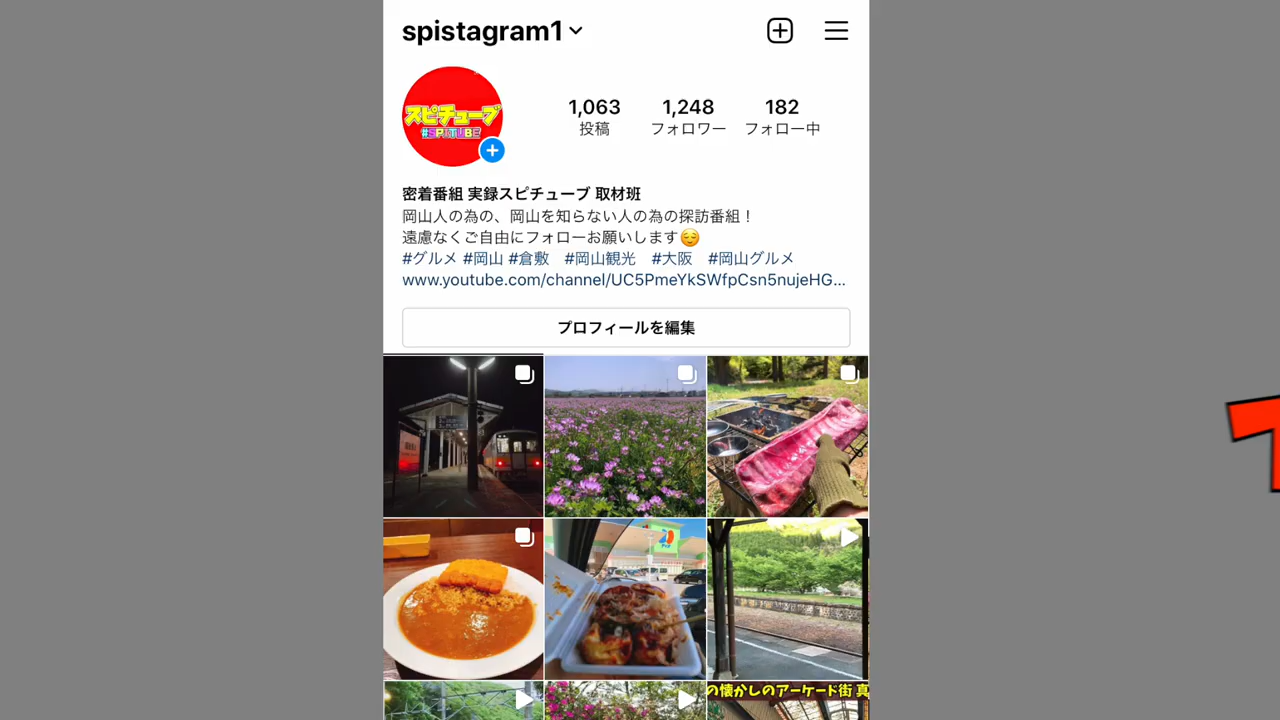 spistagram1
スピチューブ
#SPITUBE
1,063
投稿
1,248
フォロワー
182
フォロー中
密着番組 実録スピチューブ 取材班
岡山人の為の、岡山を知らない人の為の探訪番組！
遠慮なくご自由にフォローお願いします😌
#グルメ #岡山 #倉敷　#岡山観光　#大阪　#岡山グルメ
www.youtube.com/channel/UC5PmeYkSWfpCsn5nujeHG...
プロフィールを編集
の懐かしのアーケード街 真